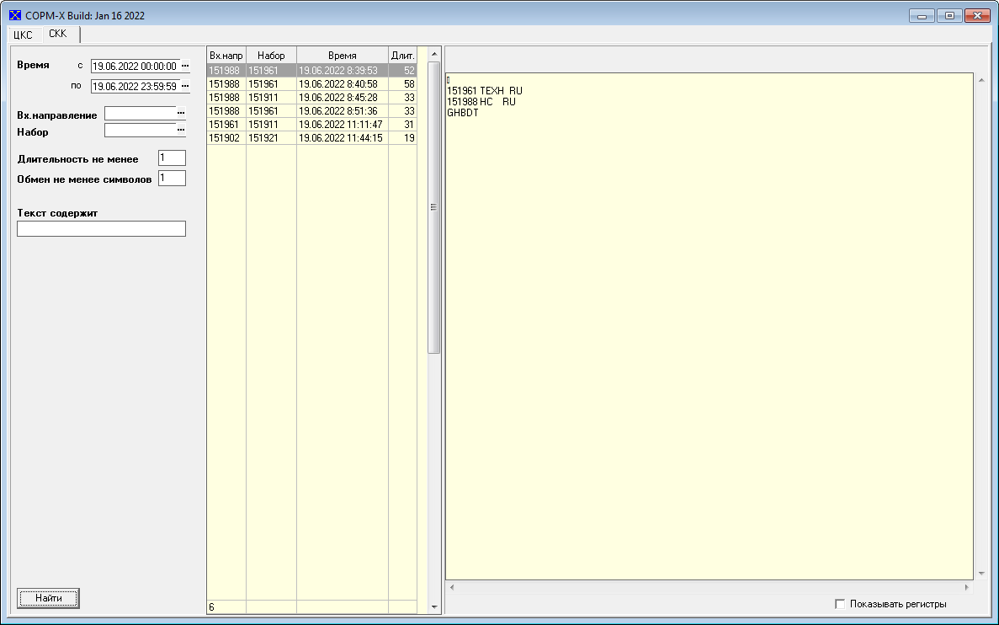 СОРМ-X Build: Jan 16 2022
ЦКС СКК
Время с 19.06.2022 00:00:00 ...
по 19.06.2022 23:59:59 ...
Вх.направление ...
Набор ...
Длительность не менее 1
Обмен не менее символов 1
Текст содержит
Найти
Вх.напр Набор Время Длит.
151988 151961 19.06.2022 8:39:53 52
151988 151961 19.06.2022 8:40:58 58
151988 151911 19.06.2022 8:45:28 33
151988 151961 19.06.2022 8:51:36 33
151961 151911 19.06.2022 11:11:47 31
151902 151921 19.06.2022 11:44:15 19
6
151961 ТЕХН RU
151988 НС RU
GHBDT
Показывать регистры